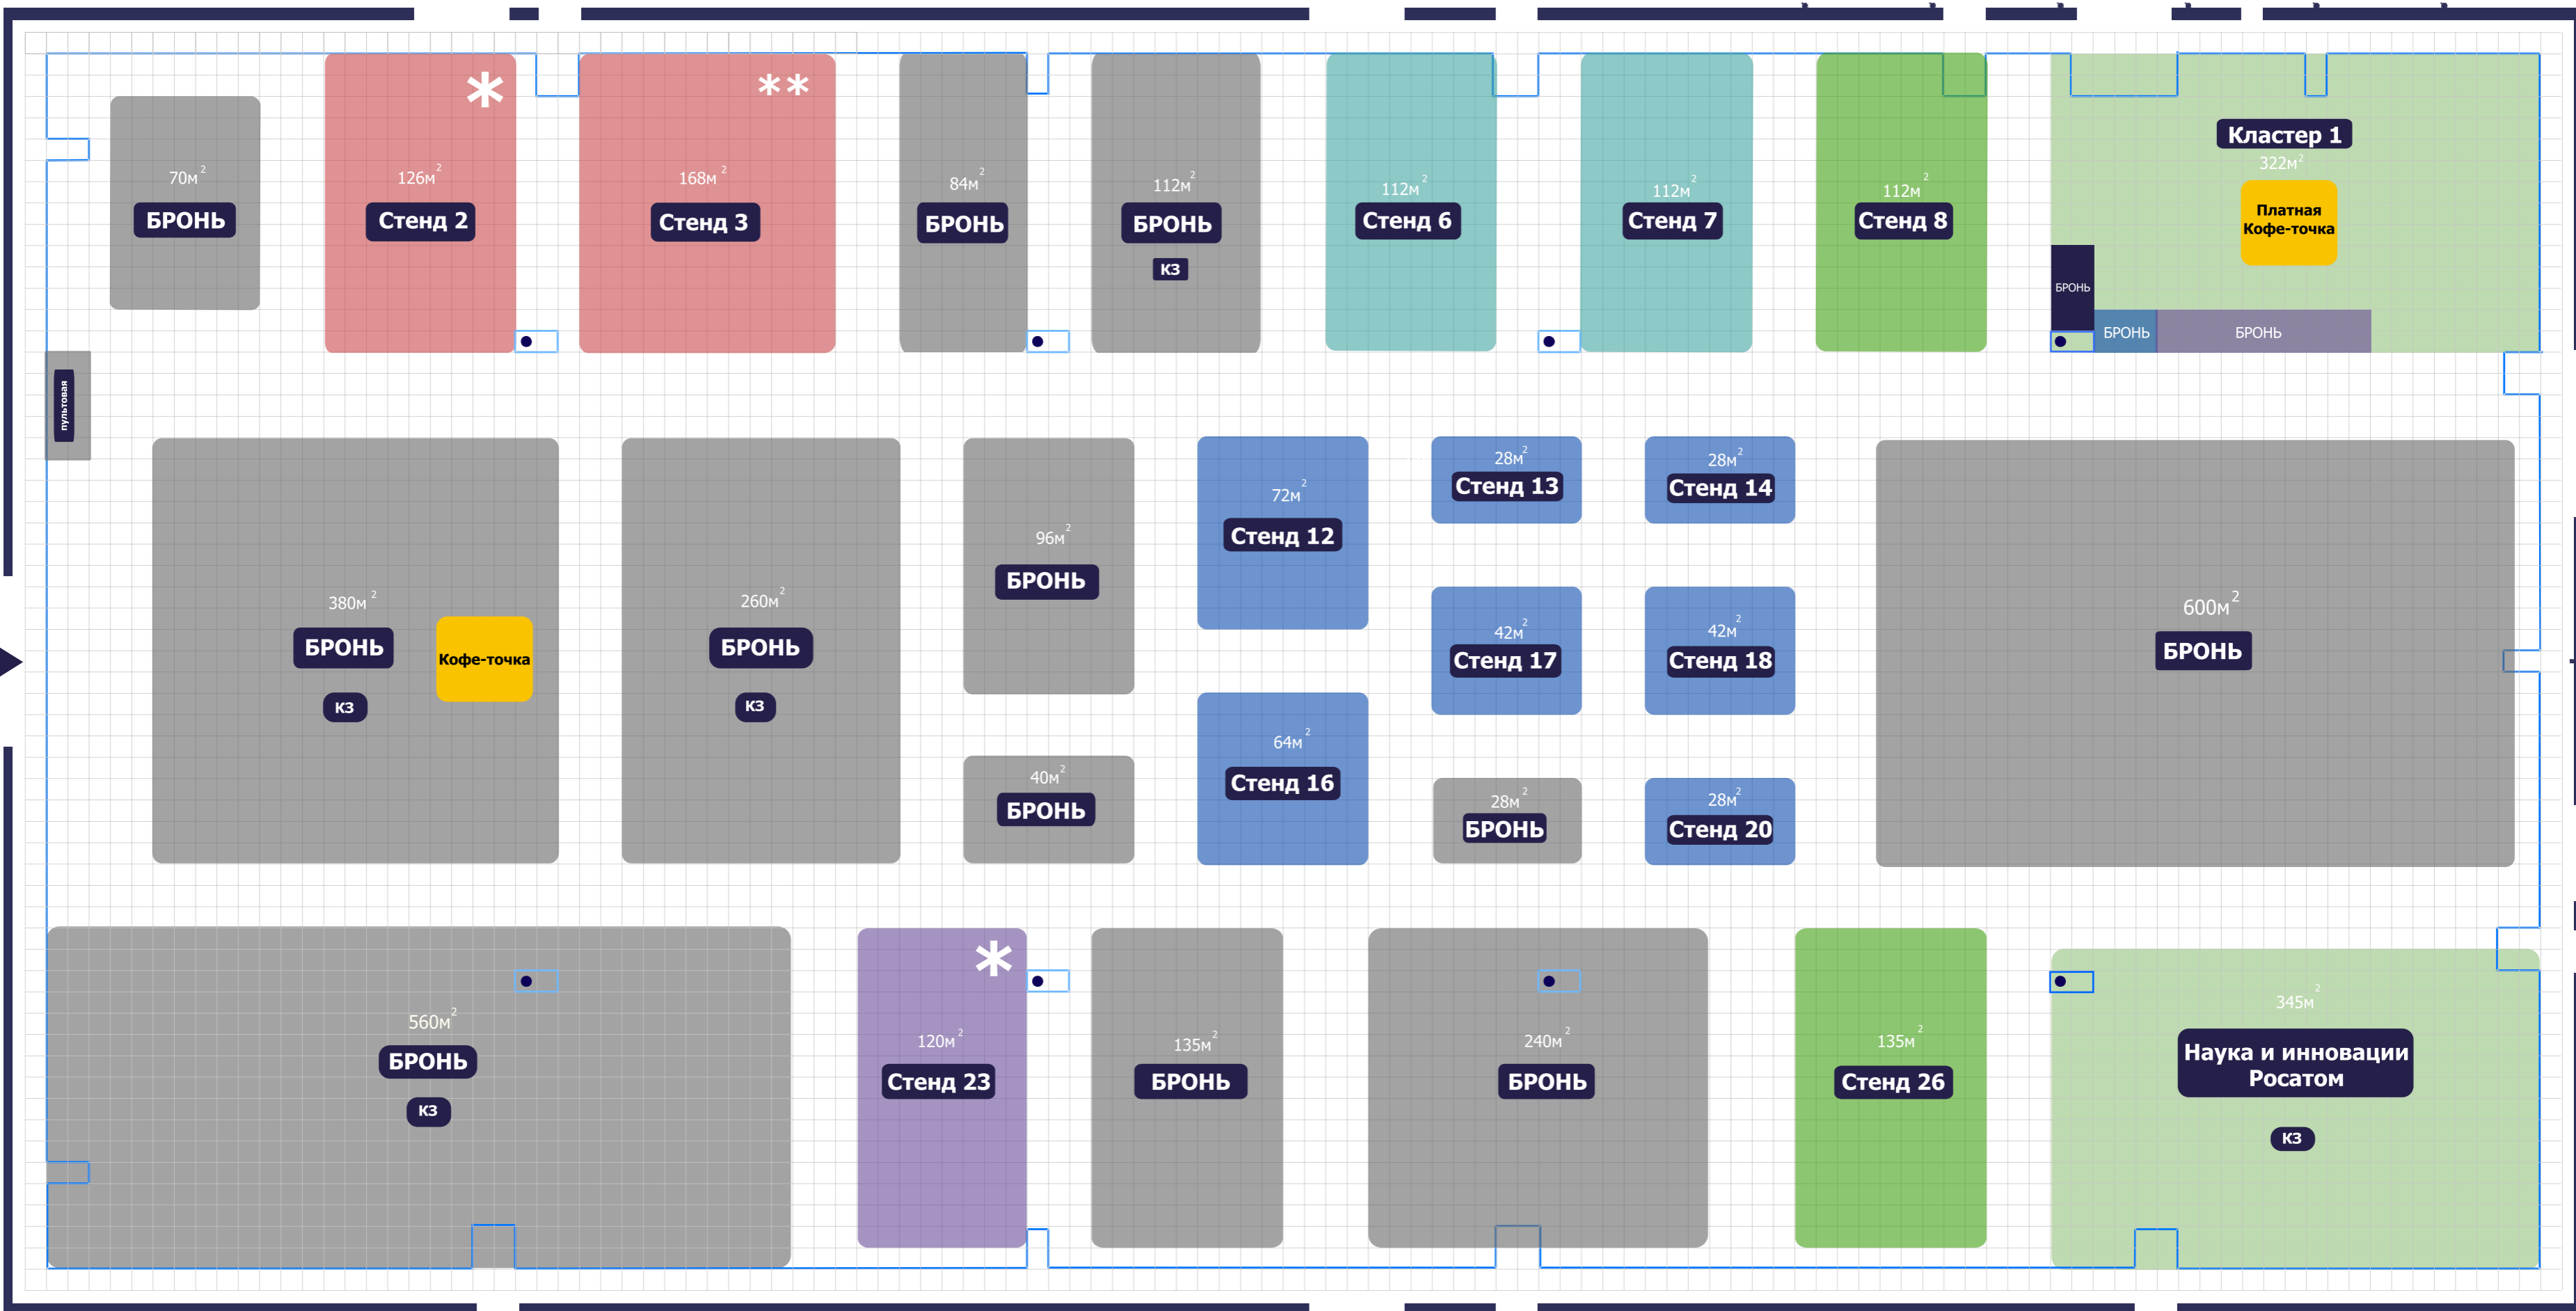 *
**
70м²
БРОНЬ
126м²
Стенд 2
168м²
Стенд 3
84м²
БРОНЬ
112м²
БРОНЬ
КЗ
112м²
Стенд 6
112м²
Стенд 7
112м²
Стенд 8
Кластер 1
322м²
Платная
Кофе-точка
БРОНЬ
БРОНЬ
БРОНЬ
пультовая
380м²
БРОНЬ
Кофе-точка
КЗ
260м²
БРОНЬ
КЗ
96м²
БРОНЬ
40м²
БРОНЬ
72м²
Стенд 12
64м²
Стенд 16
28м²
Стенд 13
28м²
Стенд 14
42м²
Стенд 17
42м²
Стенд 18
28м²
БРОНЬ
28м²
Стенд 20
600м²
БРОНЬ
560м²
БРОНЬ
КЗ
*
120м²
Стенд 23
135м²
БРОНЬ
240м²
БРОНЬ
135м²
Стенд 26
345м²
Наука и инновации
Росатом
КЗ